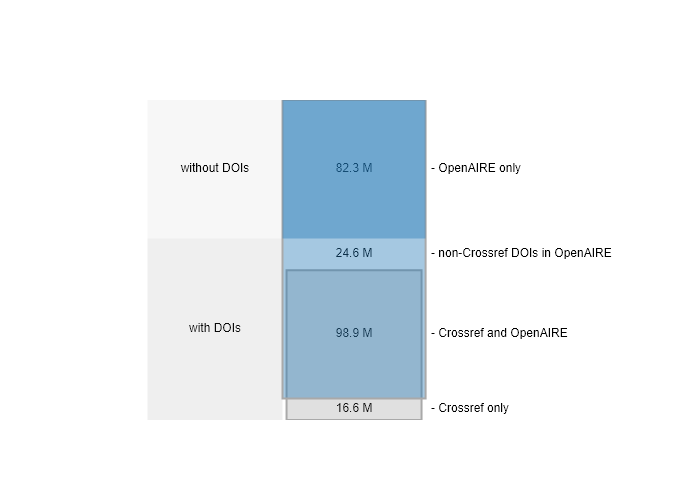 without DOIs 82.3 M - OpenAIRE only
24.6 M - non-Crossref DOIs in OpenAIRE
with DOIs 98.9 M - Crossref and OpenAIRE
16.6 M - Crossref only